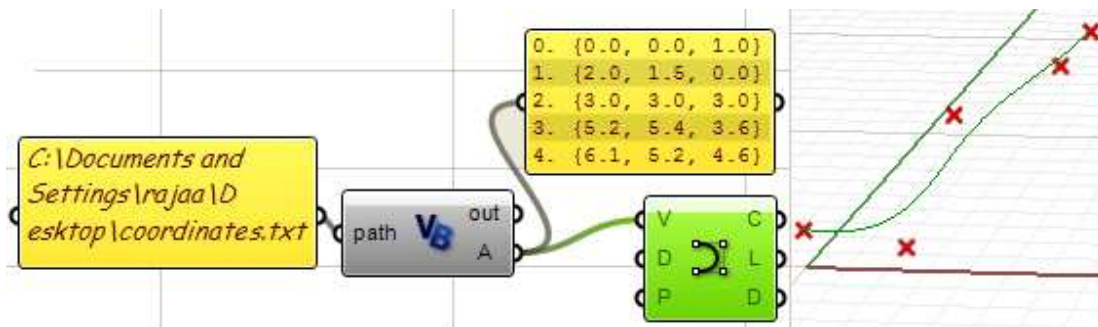 0. {0.0, 0.0, 1.0}
1. {2.0, 1.5, 0.0}
2. {3.0, 3.0, 3.0}
3. {5.2, 5.4, 3.6}
4. {6.1, 5.2, 4.6}
C:\Documents and
Settings\rajaa\D
esktop\coordinates.txt
path
VB
out
A
V
D
P
C
L
D